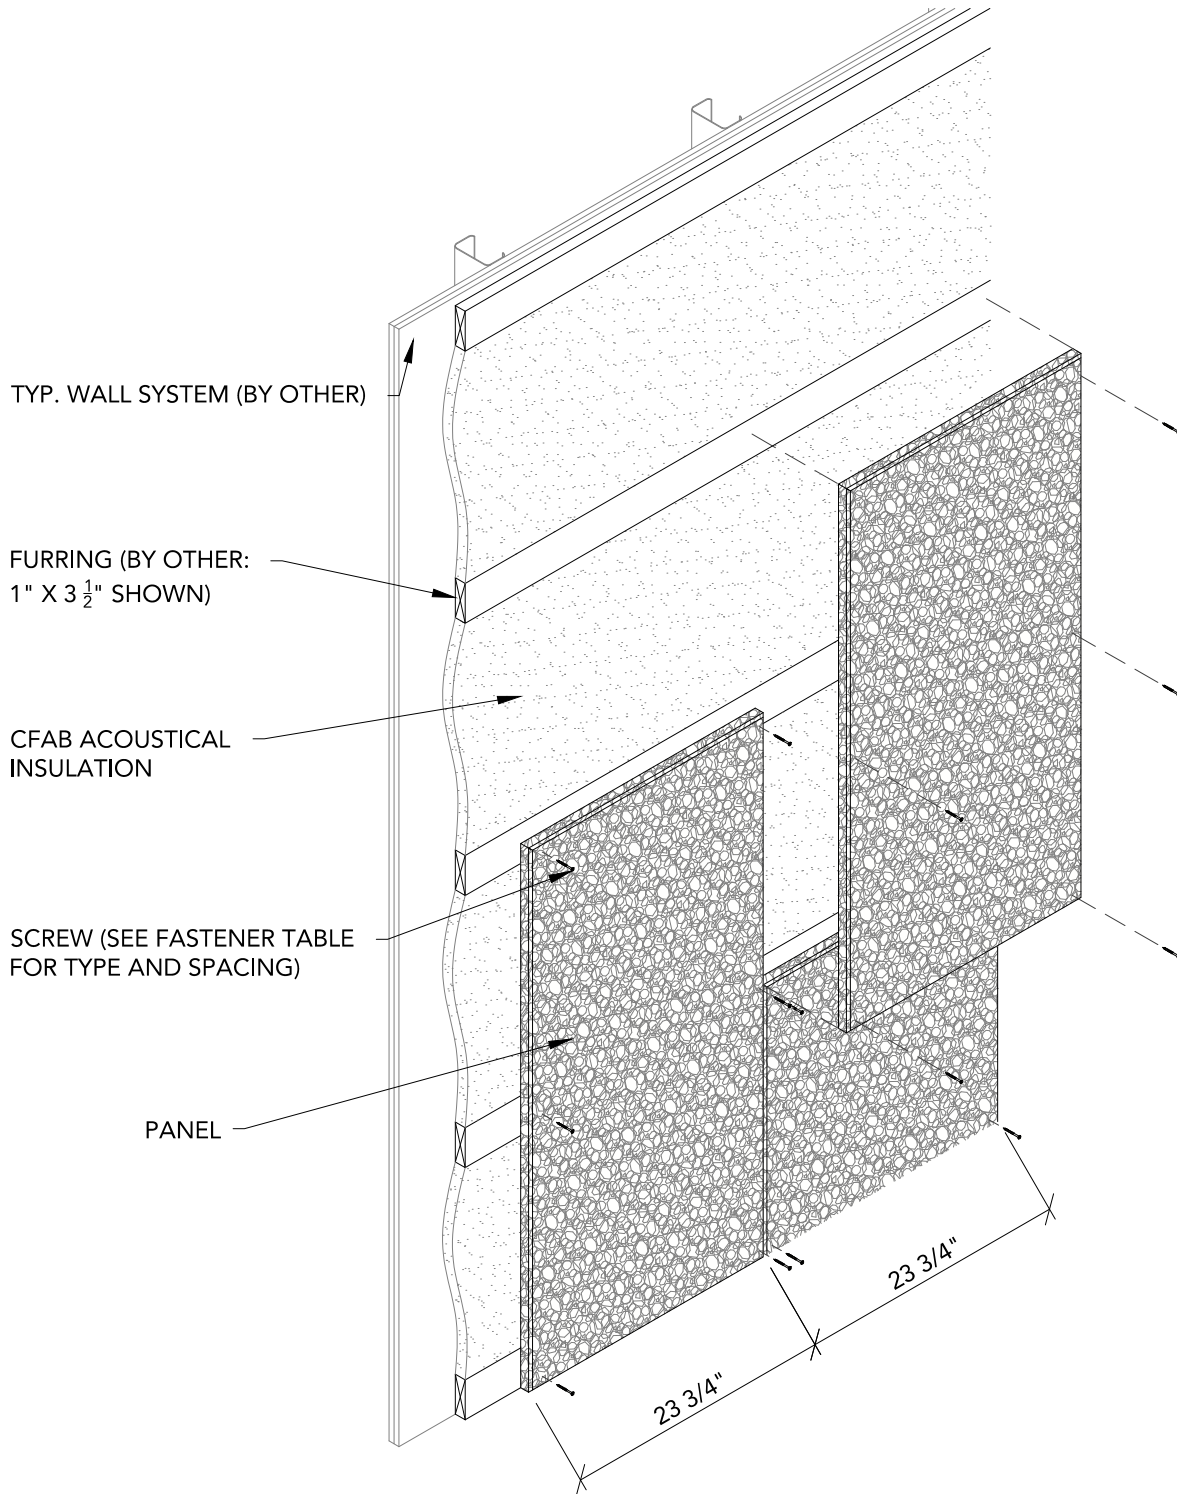 TYP. WALL SYSTEM (BY OTHER)
FURRING (BY OTHER:
1" X 3 1/2" SHOWN)
CFAB ACOUSTICAL
INSULATION
SCREW (SEE FASTENER TABLE
FOR TYPE AND SPACING)
PANEL
23 3/4"
23 3/4"